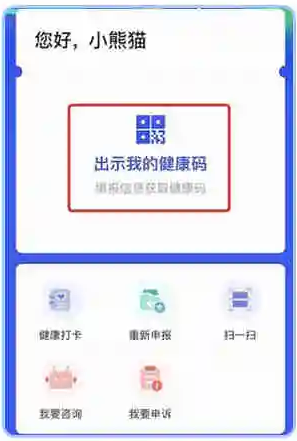 您好，小熊猫
出示我的健康码
填报信息获取健康码
健康打卡
重新申报
扫一扫
我要咨询
我要申诉